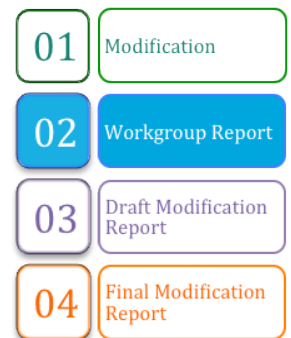 01
Modification
02
Workgroup Report
03
Draft Modification
Report
04
Final Modification
Report